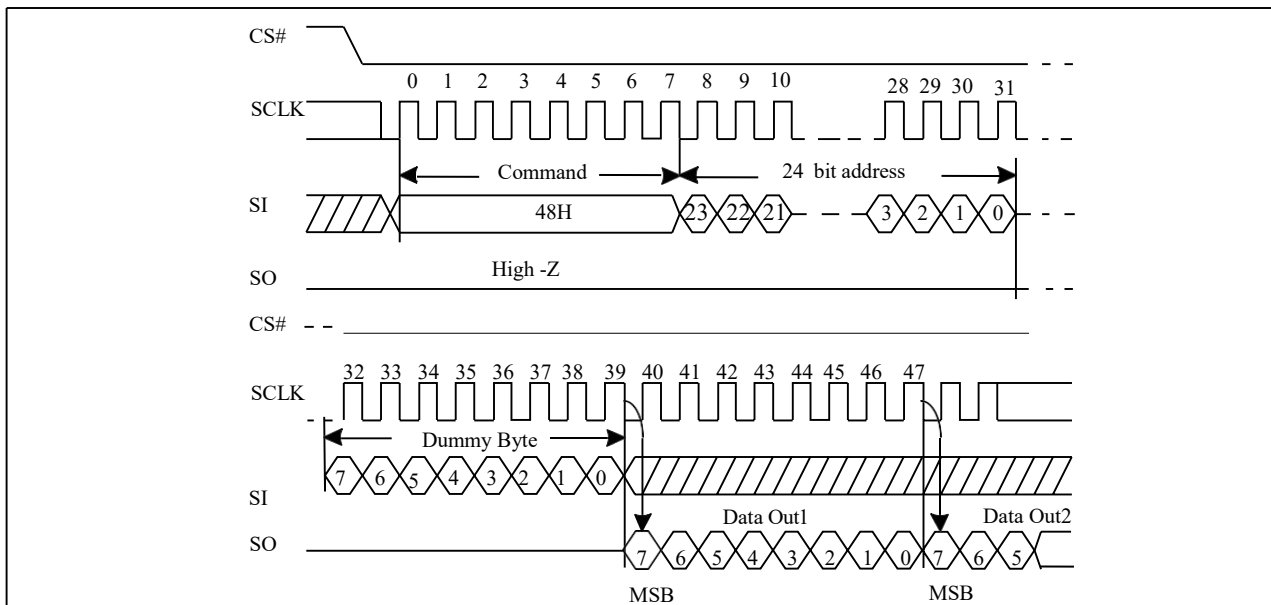 CS#
0 1 2 3 4 5 6 7 8 9 10 28 29 30 31
SCLK
Command 24 bit address
SI 48H 23 22 21 3 2 1 0
High -Z
SO
CS#
32 33 34 35 36 37 38 39 40 41 42 43 44 45 46 47
SCLK
Dummy Byte
7 6 5 4 3 2 1 0
SI
Data Out1 Data Out2
SO
7 6 5 4 3 2 1 0 7 6 5
MSB MSB